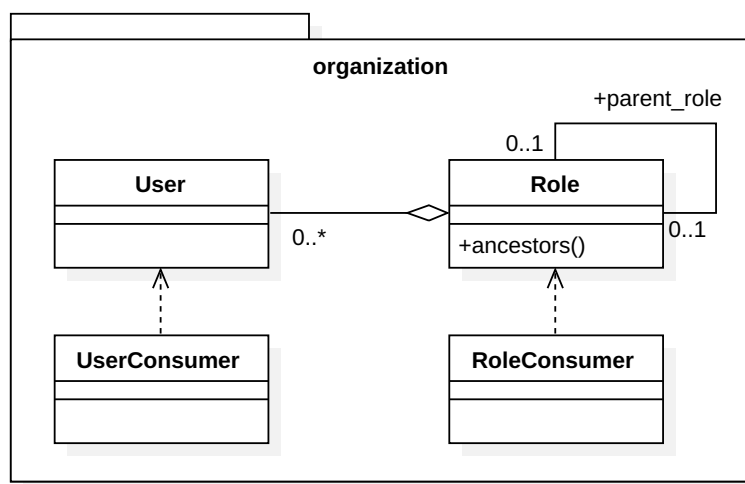 organization
+parent_role
0..1
User
Role
0..*
0..1
+ancestors()
UserConsumer
RoleConsumer